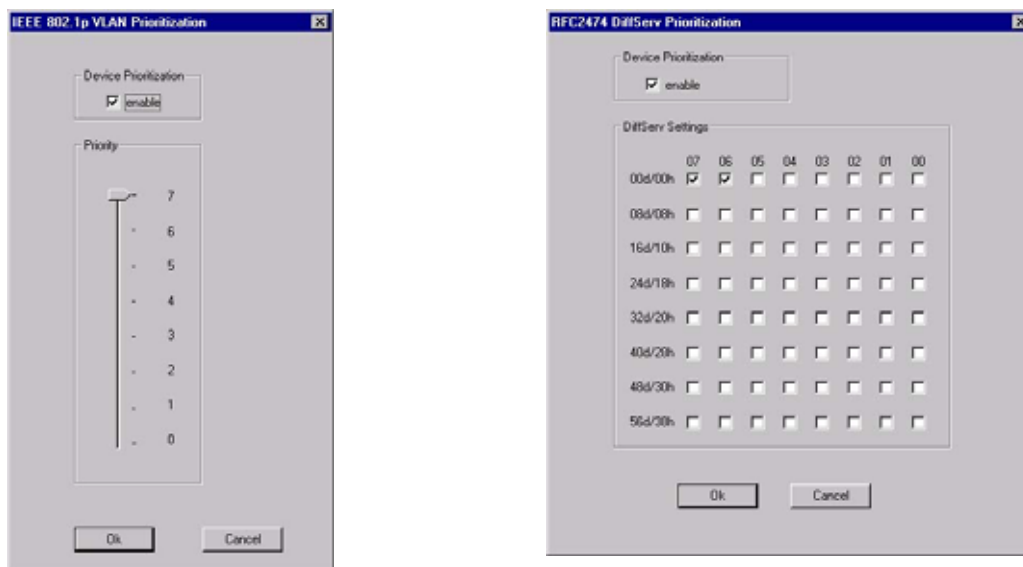 IEEE 802.1p VLAN Prioritization
Device Prioritization
enable
Priority
7
6
5
4
3
2
1
0
Ok Cancel
RFC2474 DiffServ Prioritization
Device Prioritization
enable
DiffServ Settings
07 06 05 04 03 02 01 00
00d/00h
08d/08h
16d/10h
24d/18h
32d/20h
40d/28h
48d/30h
56d/38h
Ok Cancel